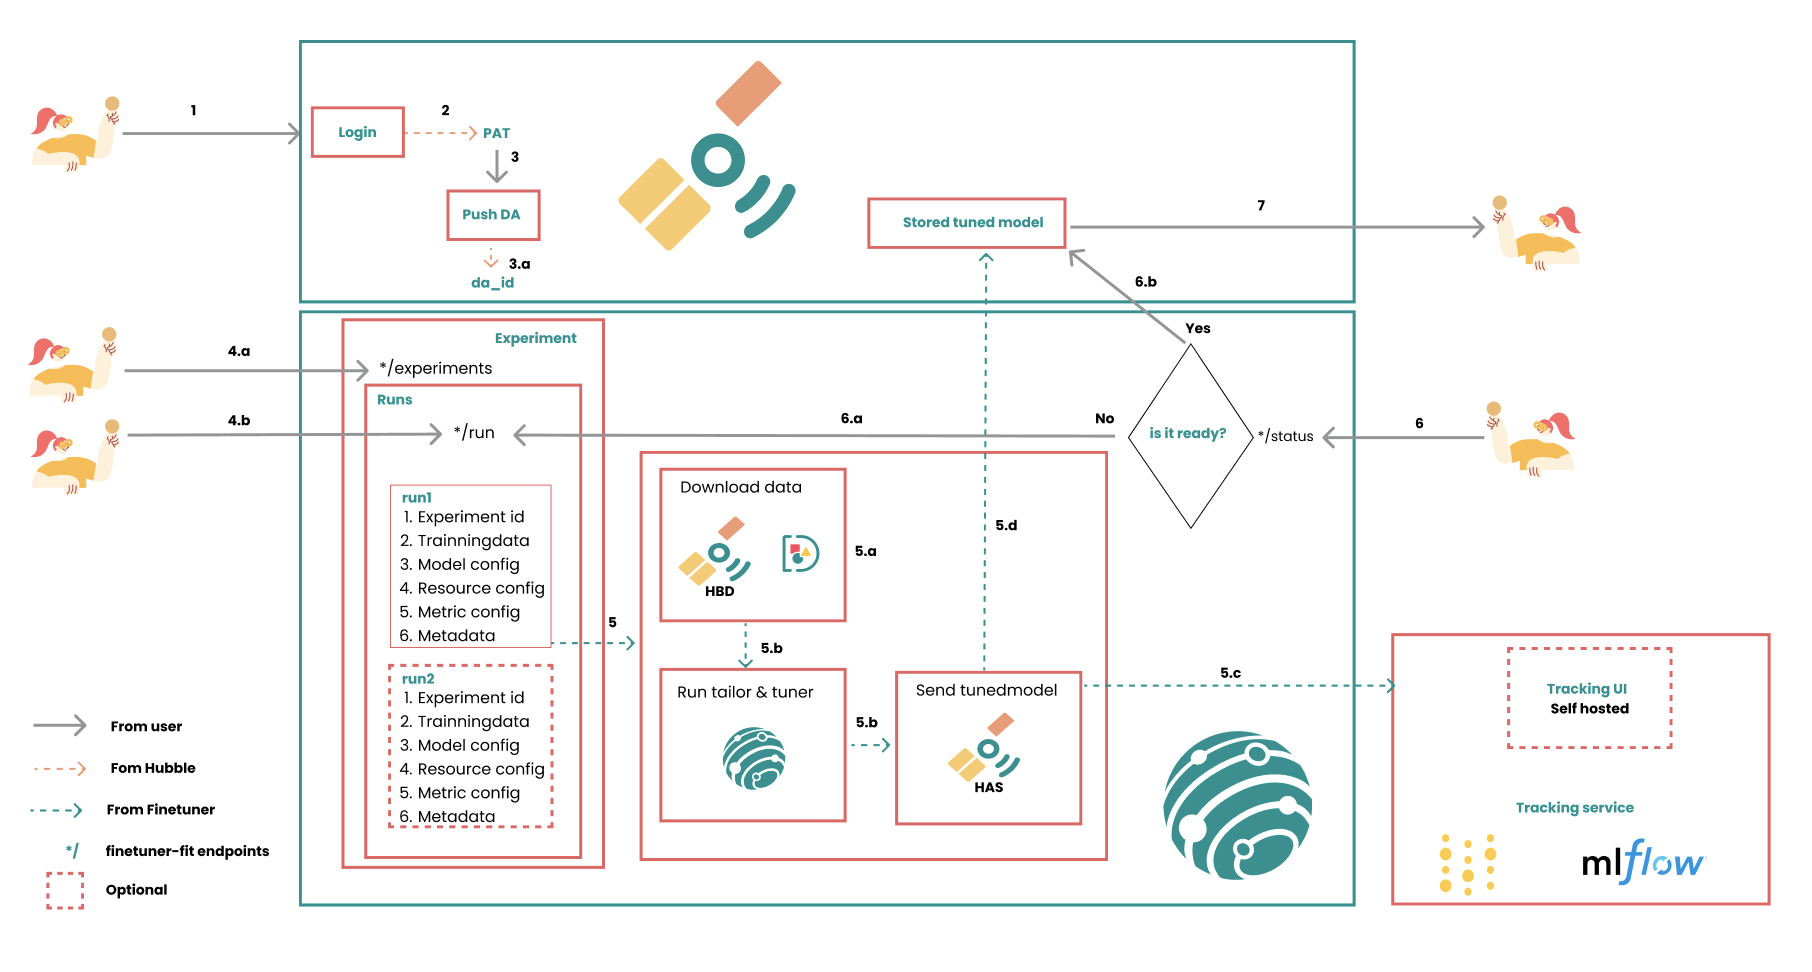 1
Login
2
PAT
3
Push DA
3.a
da_id
Stored tuned model
7
6.b
Yes
Experiment
4.a
*/experiments
Runs
4.b
*/run
6.a
No
is it ready?
*/status
6
run1
1. Experiment id
2. Trainningdata
3. Model config
4. Resource config
5. Metric config
6. Metadata
5
run2
1. Experiment id
2. Trainningdata
3. Model config
4. Resource config
5. Metric config
6. Metadata
Download data
HBD
5.a
5.b
Run tailor & tuner
5.b
Send tunedmodel
HAS
5.d
5.c
Tracking UI
Self hosted
Tracking service
mlflow
From user
Fom Hubble
From Finetuner
*/ finetuner-fit endpoints
Optional